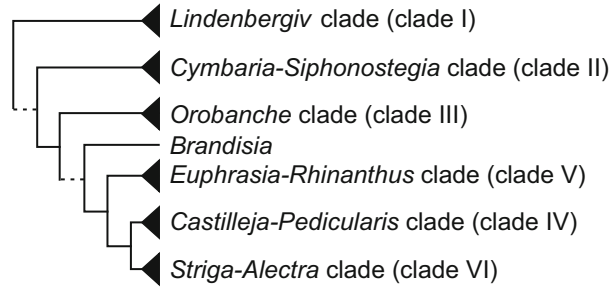 Lindenbergiv clade (clade I)
Cymbaria-Siphonostegia clade (clade II)
Orobanche clade (clade III)
Brandisia
Euphrasia-Rhinanthus clade (clade V)
Castilleja-Pedicularis clade (clade IV)
Striga-Alectra clade (clade VI)